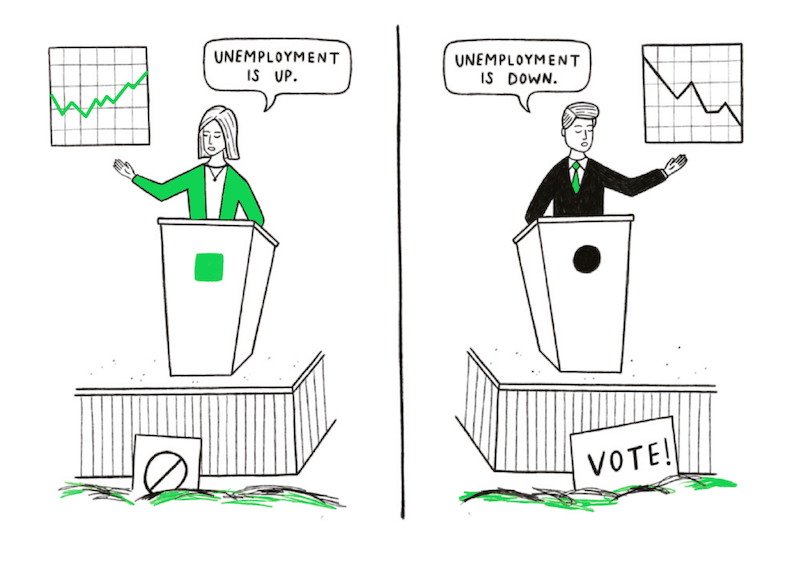 UNEMPLOYMENT
IS UP.
UNEMPLOYMENT
IS DOWN.
VOTE!